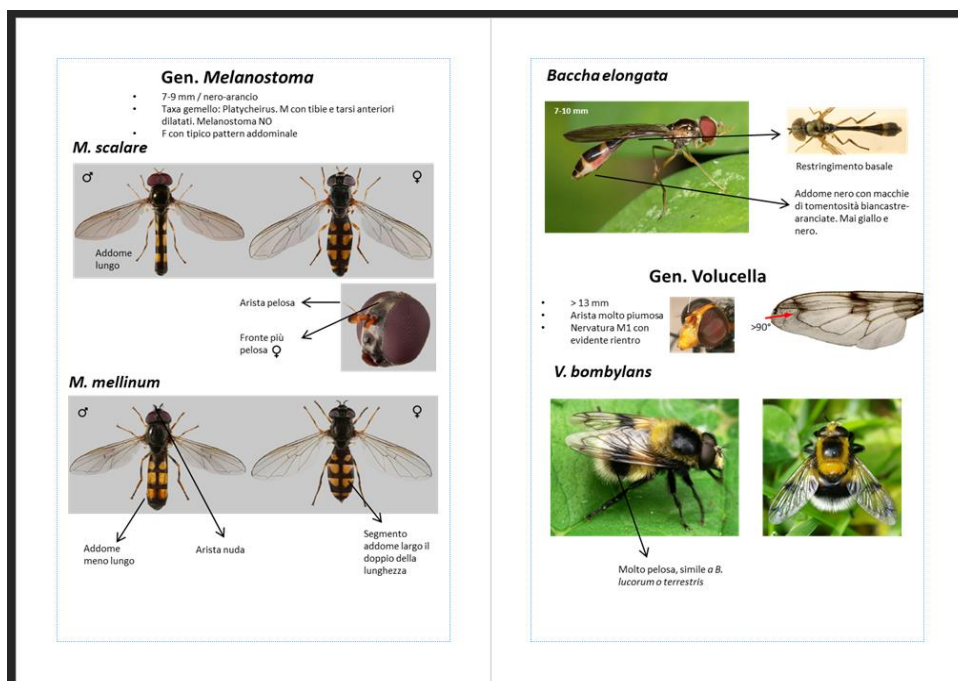 Gen. Melanostoma
• 7-9 mm / nero-arancio
• Taxa gemello: Platycheirus. M con tibie e tarsi anteriori
dilatati. Melanostoma NO
• F con tipico pattern addominale
M. scalare
♂ ♀
Addome
lungo
Arista pelosa
Fronte più
pelosa ♀
M. mellinum
♂ ♀
Addome
meno lungo
Arista nuda
Segmento
addome largo il
doppio della
lunghezza
Baccha elongata
7-10 mm
Restringimento basale
Addome nero con macchie
di tomentosità biancastre-
aranciate. Mai giallo e
nero.
Gen. Volucella
• > 13 mm
• Arista molto piumosa
• Nervatura M1 con
evidente rientro
>90°
V. bombylans
Molto pelosa, simile a B.
lucorum o terrestris